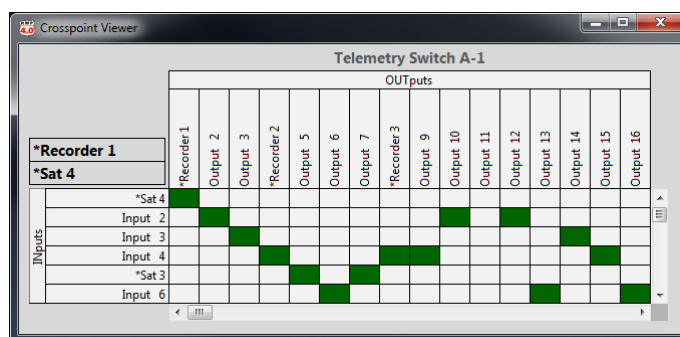 4.0 Crosspoint Viewer
Telemetry Switch A-1
OUTputs
*Recorder 1
Output 2
Output 3
*Recorder 2
Output 5
Output 6
Output 7
*Recorder 3
Output 9
Output 10
Output 11
Output 12
Output 13
Output 14
Output 15
Output 16
*Recorder 1
*Sat 4
INputs
*Sat 4
Input 2
Input 3
Input 4
*Sat 3
Input 6